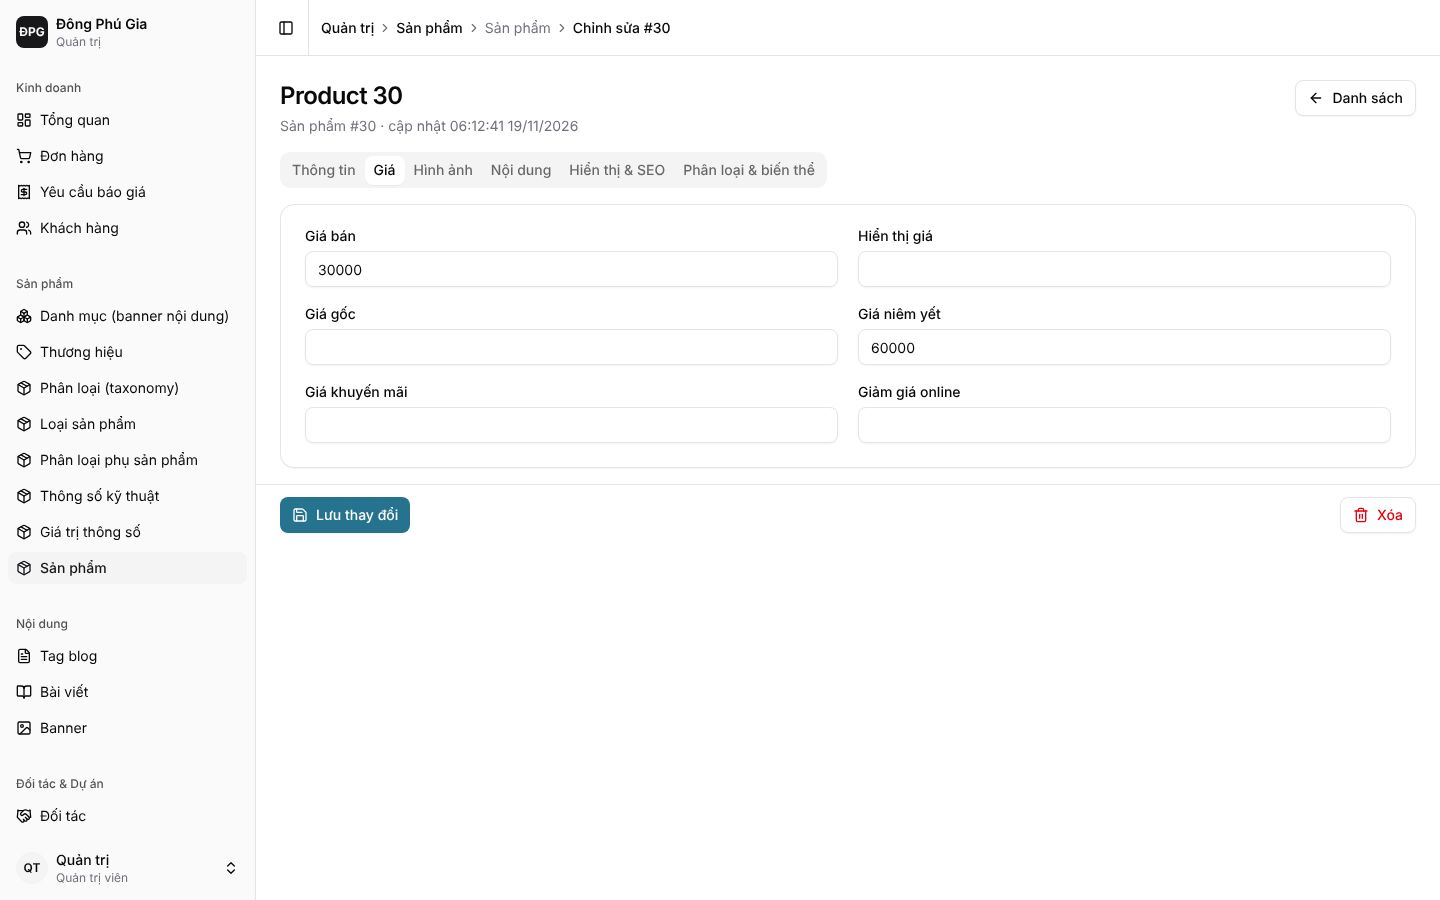 ĐPG
Đông Phú Gia
Quản trị
Kinh doanh
Tổng quan
Đơn hàng
Yêu cầu báo giá
Khách hàng
Sản phẩm
Danh mục (banner nội dung)
Thương hiệu
Phân loại (taxonomy)
Loại sản phẩm
Phân loại phụ sản phẩm
Thông số kỹ thuật
Giá trị thông số
Sản phẩm
Nội dung
Tag blog
Bài viết
Banner
Đối tác & Dự án
Đối tác
QT
Quản trị
Quản trị viên
Quản trị > Sản phẩm > Sản phẩm > Chỉnh sửa #30
Product 30
Sản phẩm #30 · cập nhật 06:12:41 19/11/2026
Danh sách
Thông tin Giá Hình ảnh Nội dung Hiển thị & SEO Phân loại & biến thể
Giá bán Hiển thị giá
30000
Giá gốc Giá niêm yết
60000
Giá khuyến mãi Giảm giá online
Lưu thay đổi Xóa